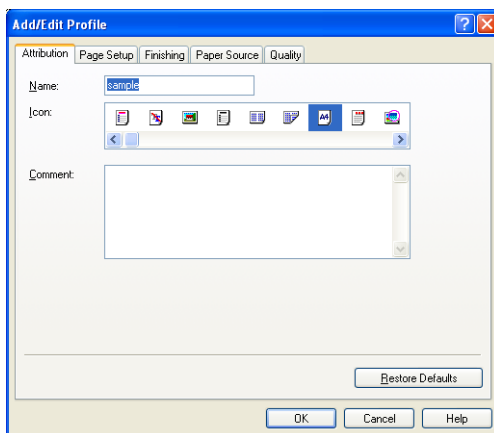 Add/Edit Profile
Attribution Page Setup Finishing Paper Source Quality
Name: sample
Icon:
A4
Comment:
Restore Defaults
OK Cancel Help